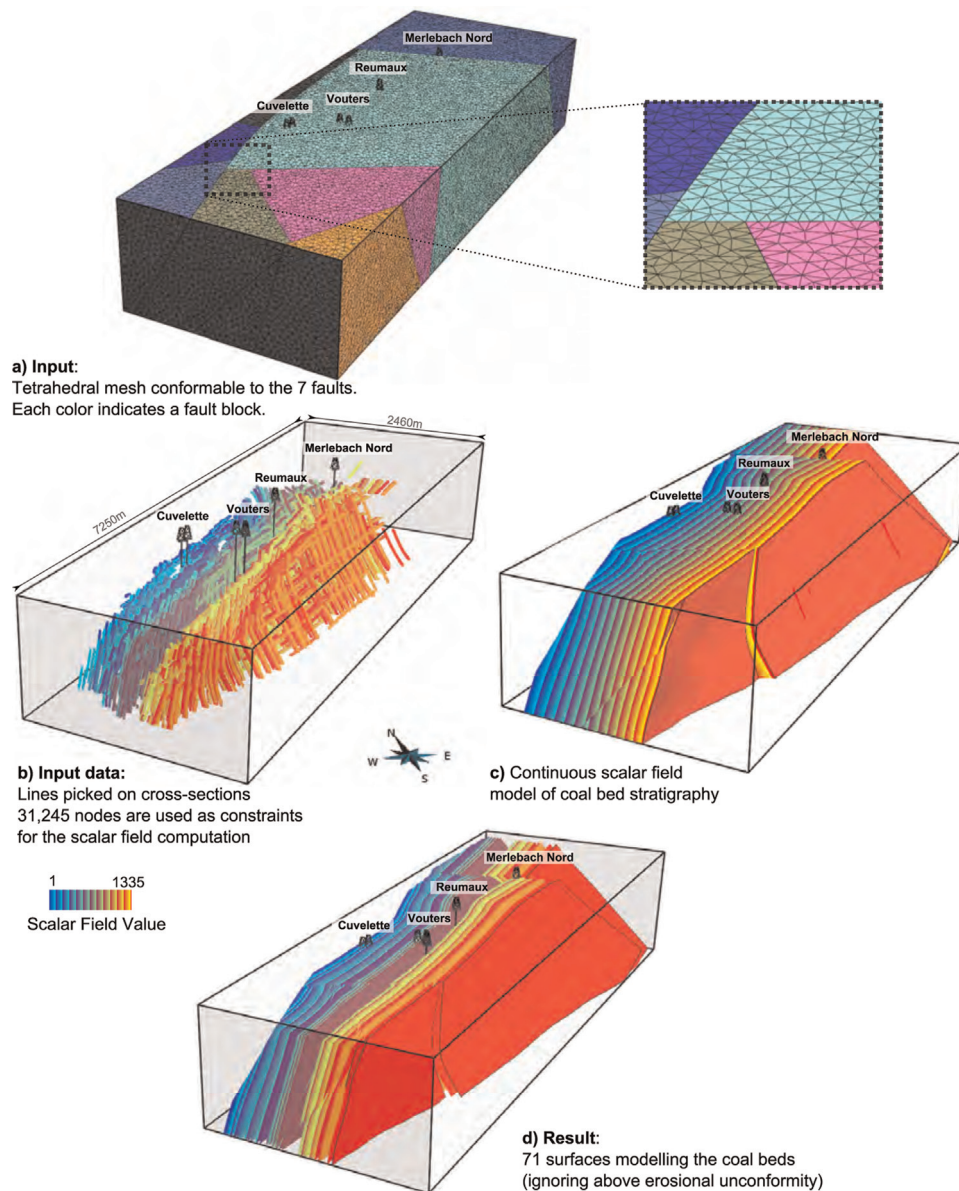 Merlebach Nord
Reumaux
Vouters
Cuvelette
a) Input:
Tetrahedral mesh conformable to the 7 faults.
Each color indicates a fault block.
2460m
7250m
Merlebach Nord
Reumaux
Vouters
Cuvelette
b) Input data:
Lines picked on cross-sections
31,245 nodes are used as constraints
for the scalar field computation
N
W E
S
Merlebach Nord
Reumaux
Vouters
Cuvelette
c) Continuous scalar field
model of coal bed stratigraphy
1 1335
Scalar Field Value
Merlebach Nord
Reumaux
Vouters
Cuvelette
d) Result:
71 surfaces modelling the coal beds
(ignoring above erosional unconformity)